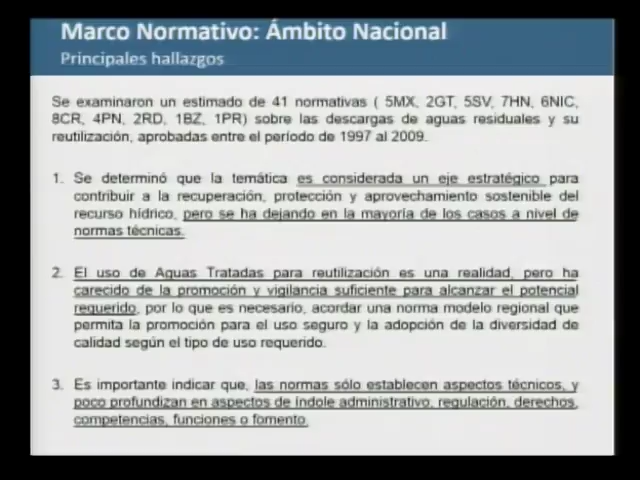 Marco Normativo: Ámbito Nacional
Principales hallazgos
Se examinaron un estimado de 41 normativas ( 5MX, 2GT, 5SV, 7HN, 6NIC,
8CR, 4PN, 2RD, 1BZ, 1PR) sobre las descargas de aguas residuales y su
reutilización, aprobadas entre el período de 1997 al 2009.
1. Se determinó que la temática es considerada un eje estratégico para
contribuir a la recuperación, protección y aprovechamiento sostenible del
recurso hídrico, pero se ha dejando en la mayoría de los casos a nivel de
normas técnicas.
2. El uso de Aguas Tratadas para reutilización es una realidad, pero ha
carecido de la promoción y vigilancia suficiente para alcanzar el potencial
requerido, por lo que es necesario, acordar una norma modelo regional que
permita la promoción para el uso seguro y la adopción de la diversidad de
calidad según el tipo de uso requerido.
3. Es importante indicar que, las normas sólo establecen aspectos técnicos, y
poco profundizan en aspectos de índole administrativo, regulación, derechos,
competencias, funciones o fomento.